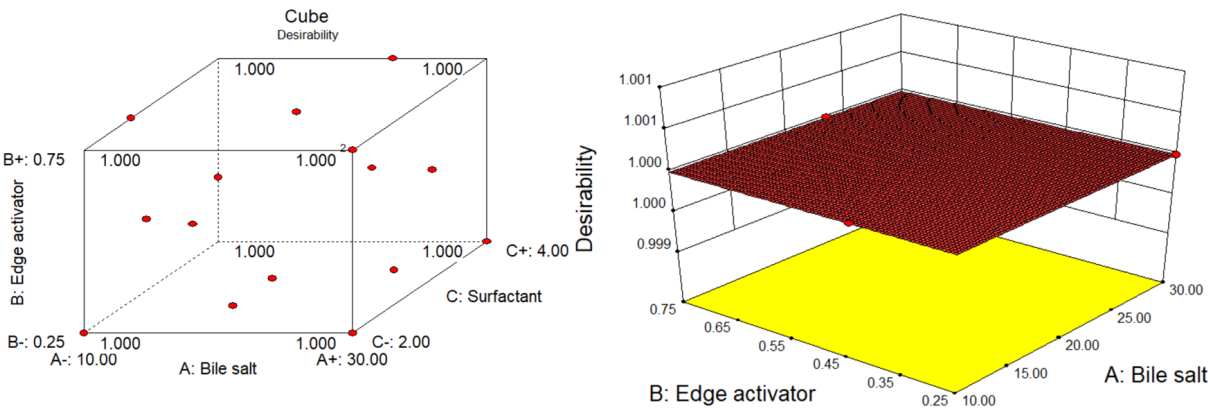 Cube
Desirability
1.000 1.000
B+: 0.75 1.000 1.000 2
B: Edge activator
1.000 1.000 C+: 4.00
C: Surfactant
B-: 0.25 1.000 1.000 C-: 2.00
A-: 10.00 A+: 30.00
A: Bile salt
1.001
1.001
1.000
1.000
0.999
Desirability
0.75
0.65
0.55
0.45
0.35
0.25
B: Edge activator
30.00
25.00
20.00
15.00
10.00
A: Bile salt